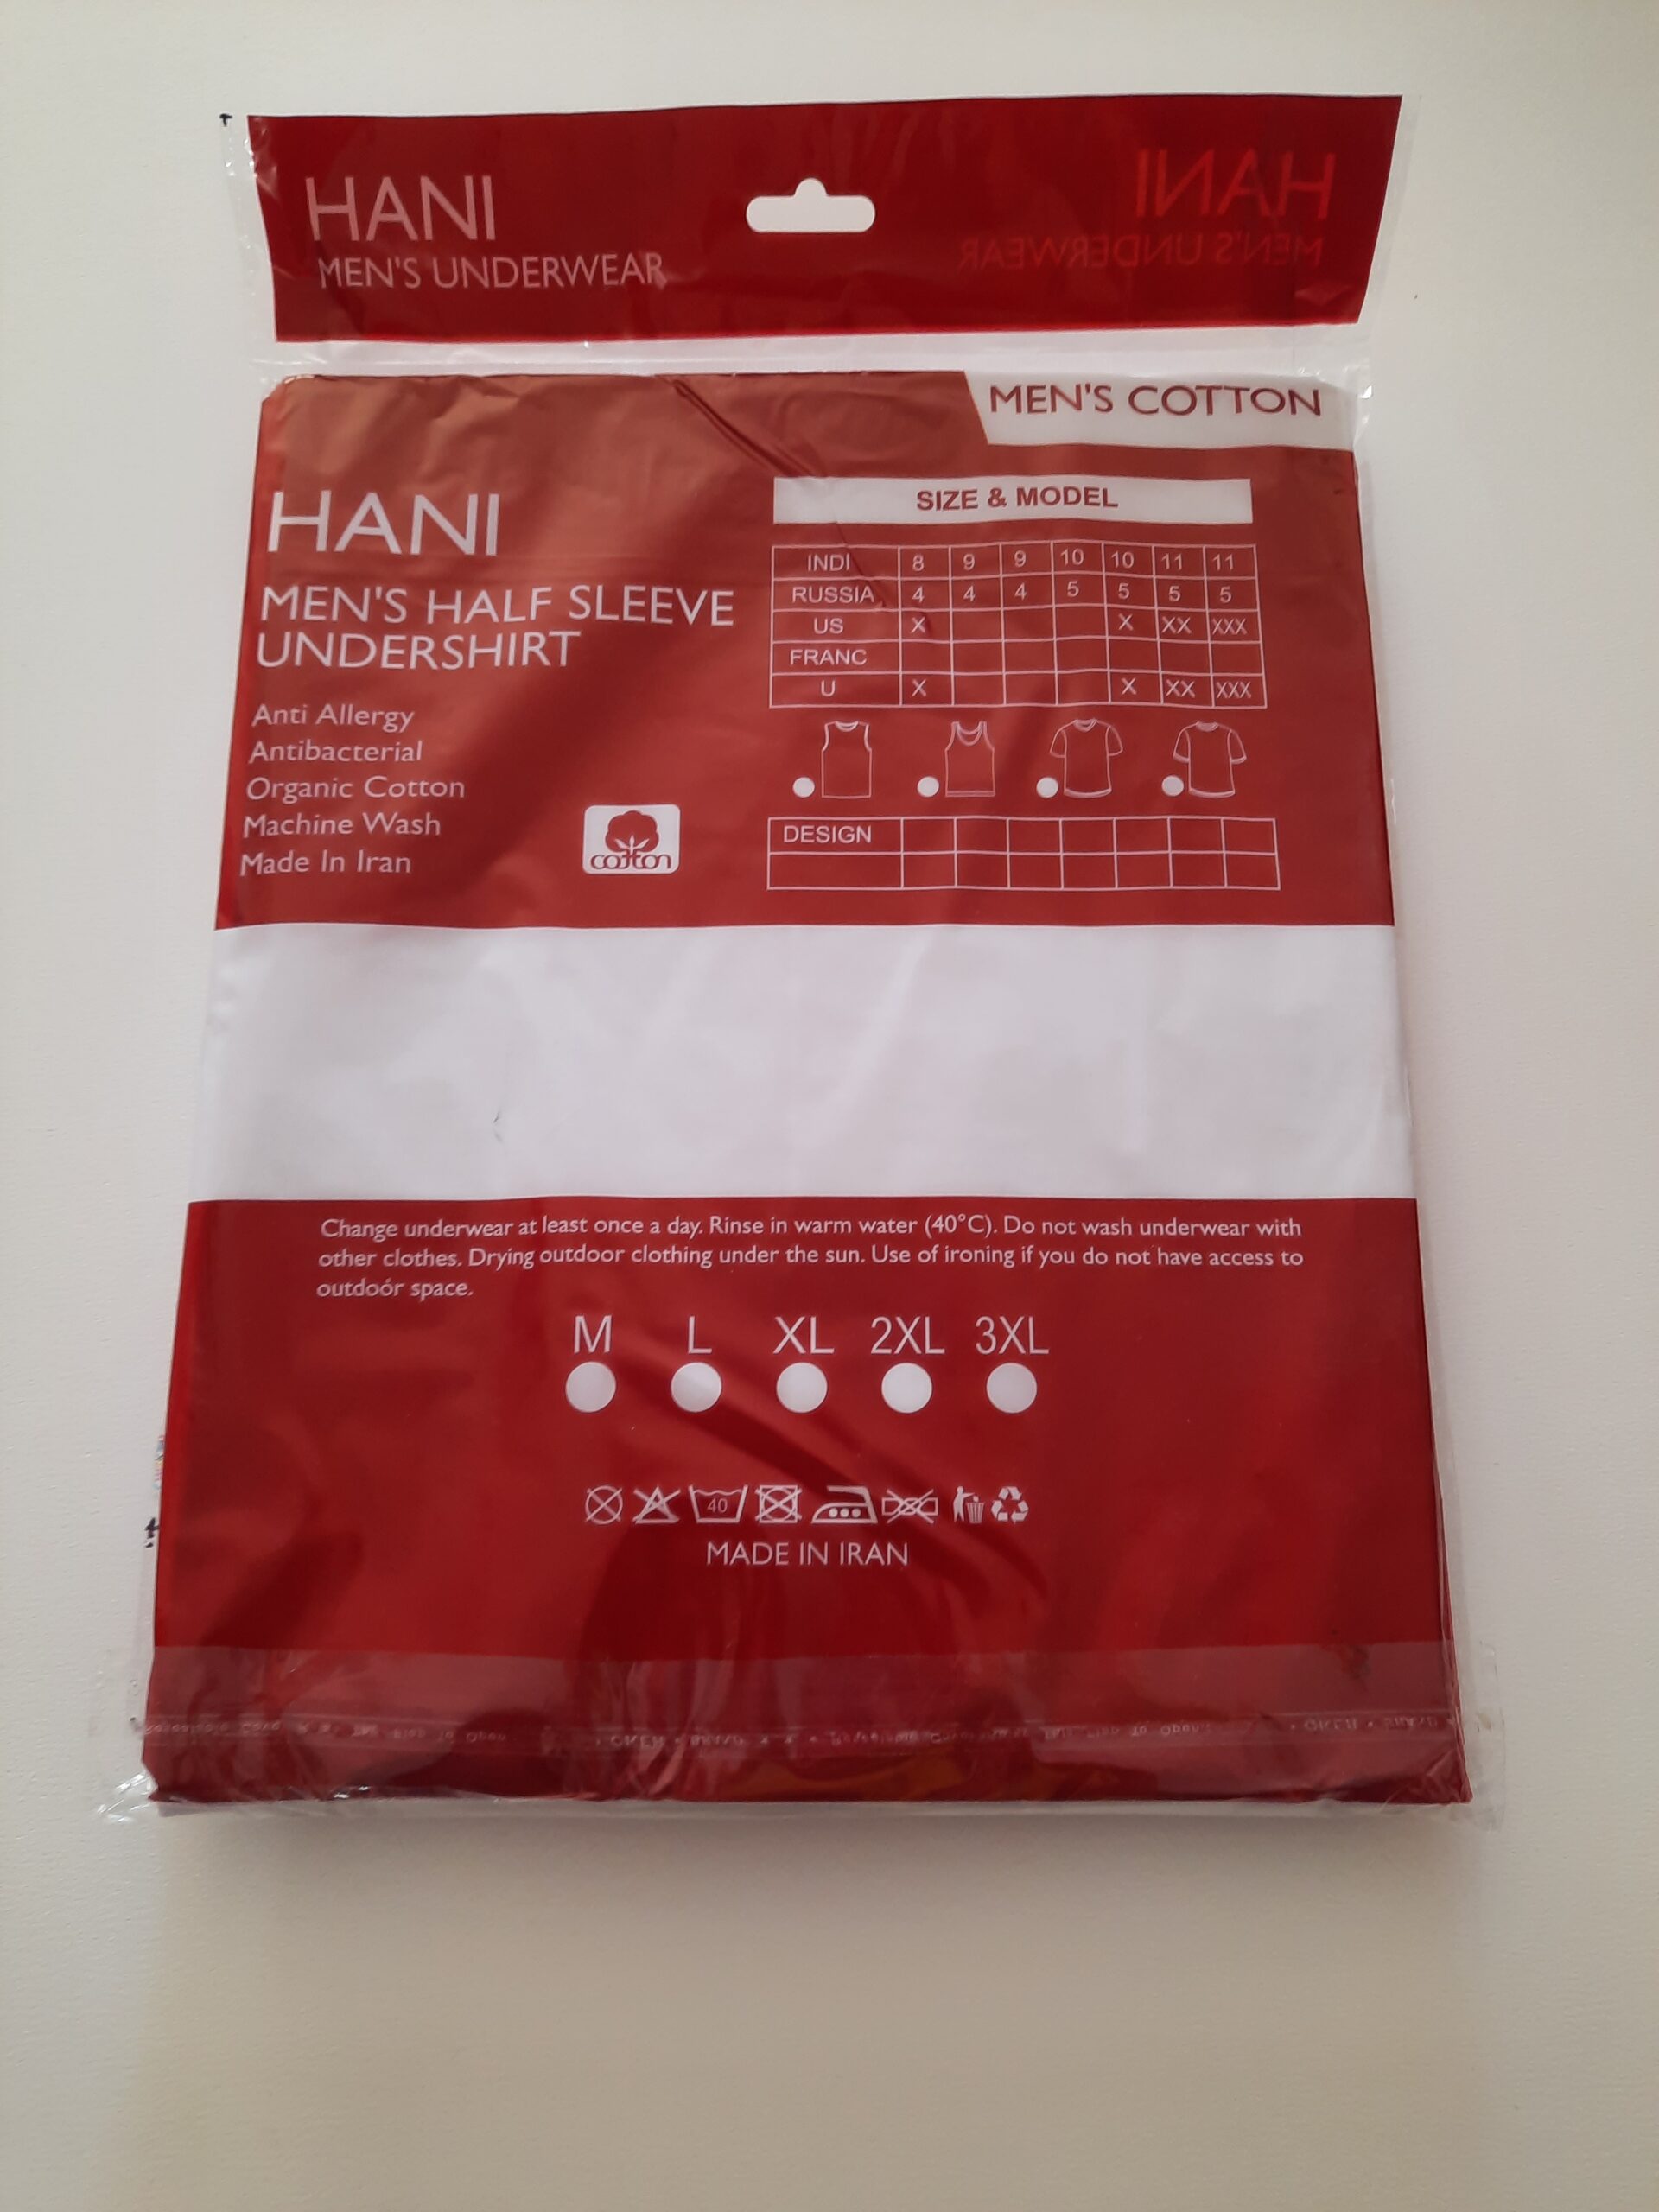 HANI
MEN'S UNDERWEAR
HANI
MEN'S UNDERWEAR
MEN'S COTTON
HANI
MEN'S HALF SLEEVE
UNDERSHIRT
Anti Allergy
Antibacterial
Organic Cotton
Machine Wash
Made In Iran
cotton
SIZE & MODEL
INDI 8 9 9 10 10 11 11
RUSSIA 4 4 4 5 5 5 5
US X X XX XXX
FRANC
U X X XX XXX
DESIGN
Change underwear at least once a day. Rinse in warm water (40°C). Do not wash underwear with
other clothes. Drying outdoor clothing under the sun. Use of ironing if you do not have access to
outdoor space.
M L XL 2XL 3XL
40
MADE IN IRAN
Flap To Open